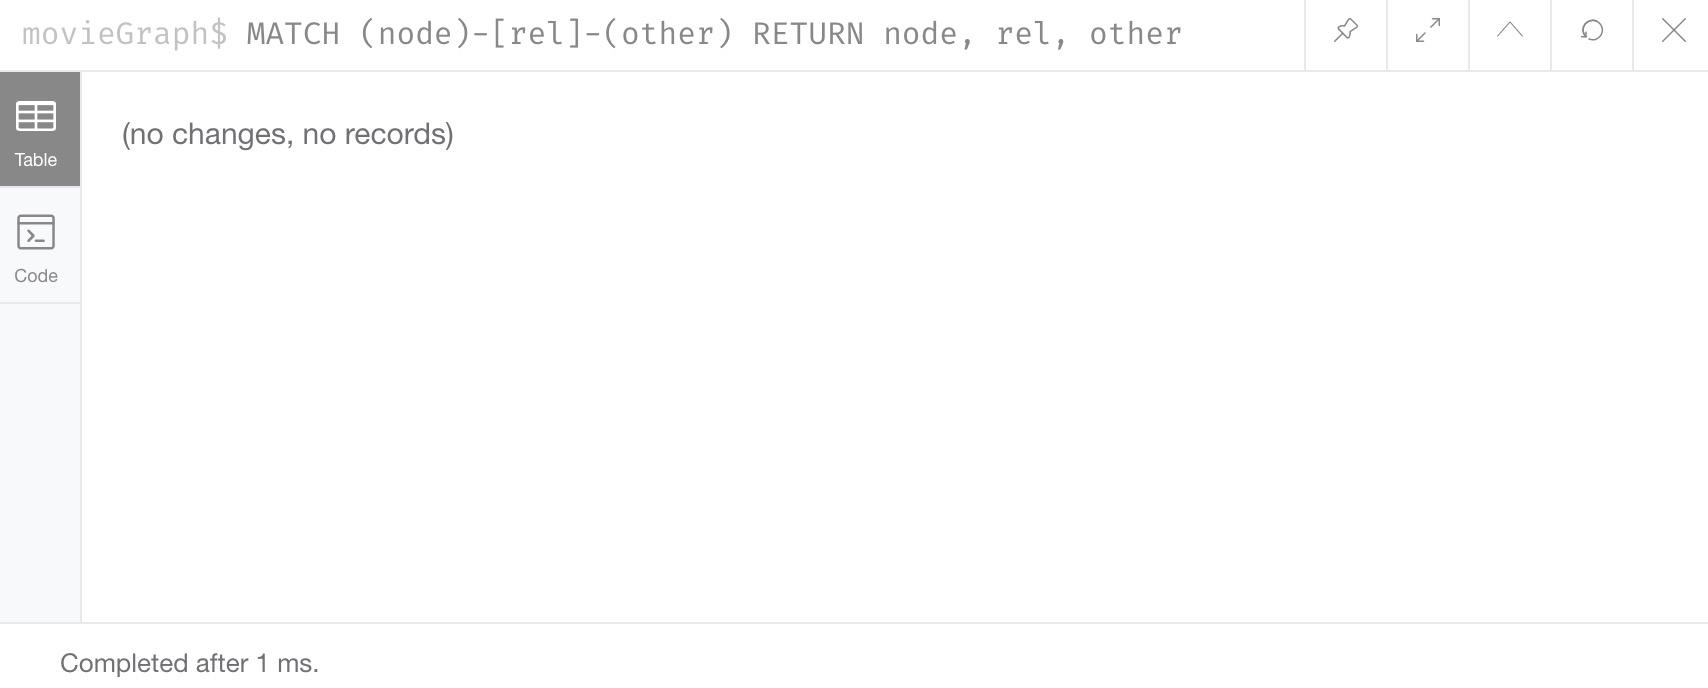 movieGraph$ MATCH (node)-[rel]-(other) RETURN node, rel, other
Table
(no changes, no records)
Code
Completed after 1 ms.